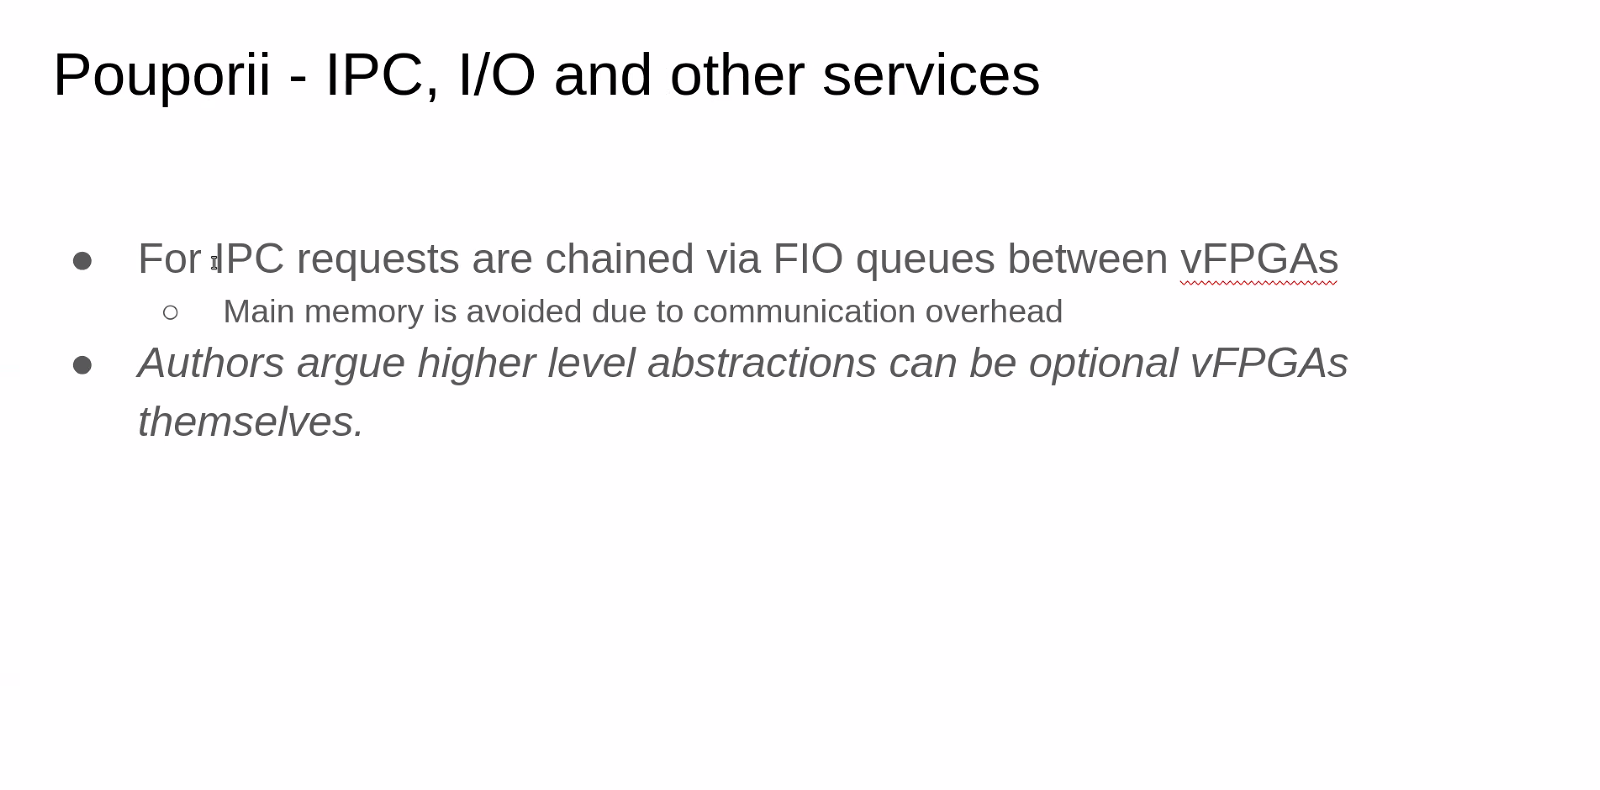 Pouporii - IPC, I/O and other services
● For IPC requests are chained via FIO queues between vFPGAs
○ Main memory is avoided due to communication overhead
● Authors argue higher level abstractions can be optional vFPGAs
themselves.